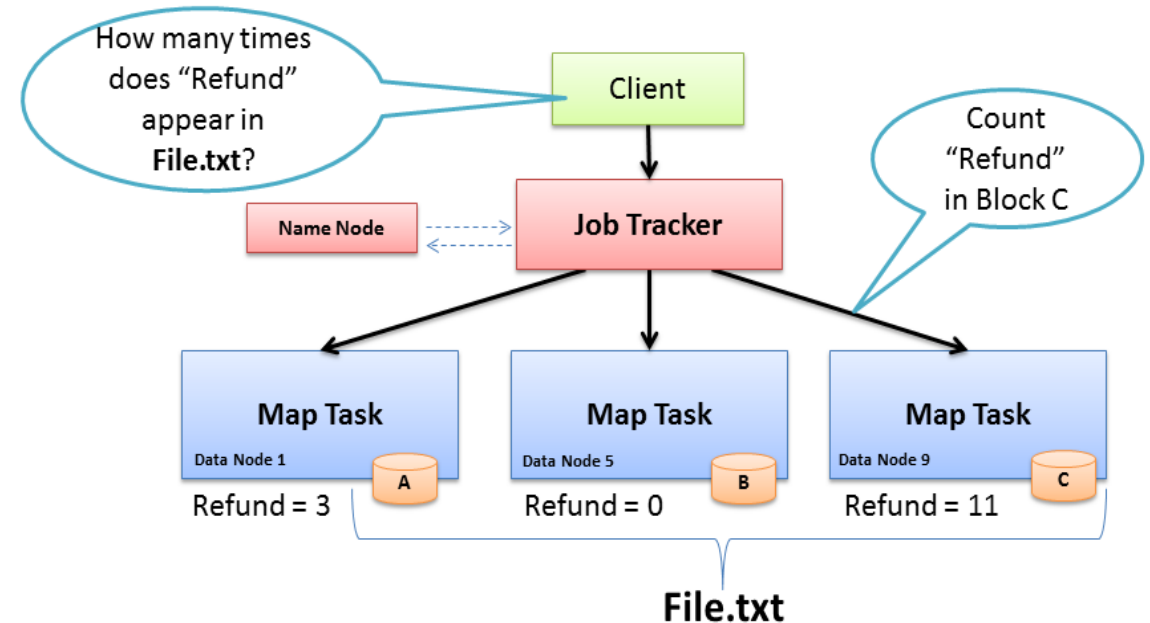 How many times
does “Refund”
appear in
File.txt?
Client
Count
“Refund”
in Block C
Name Node
Job Tracker
Map Task
Data Node 1
A
Map Task
Data Node 5
B
Map Task
Data Node 9
C
Refund = 3
Refund = 0
Refund = 11
File.txt